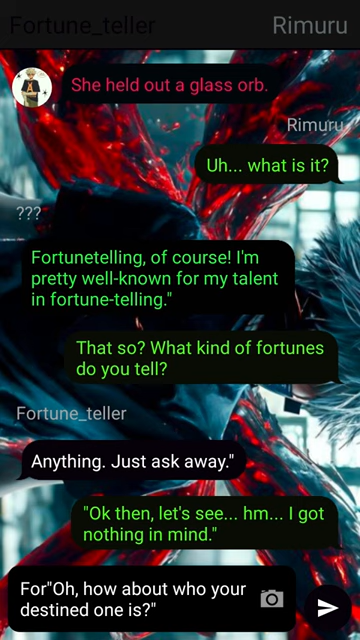 Fortune_teller
Rimuru
She held out a glass orb.
Rimuru
Uh... what is it?
???
Fortunetelling, of course! I'm
pretty well-known for my talent
in fortune-telling."
That so? What kind of fortunes
do you tell?
Fortune_teller
Anything. Just ask away."
"Ok then, let's see... hm... I got
nothing in mind."
For"Oh, how about who your
destined one is?"